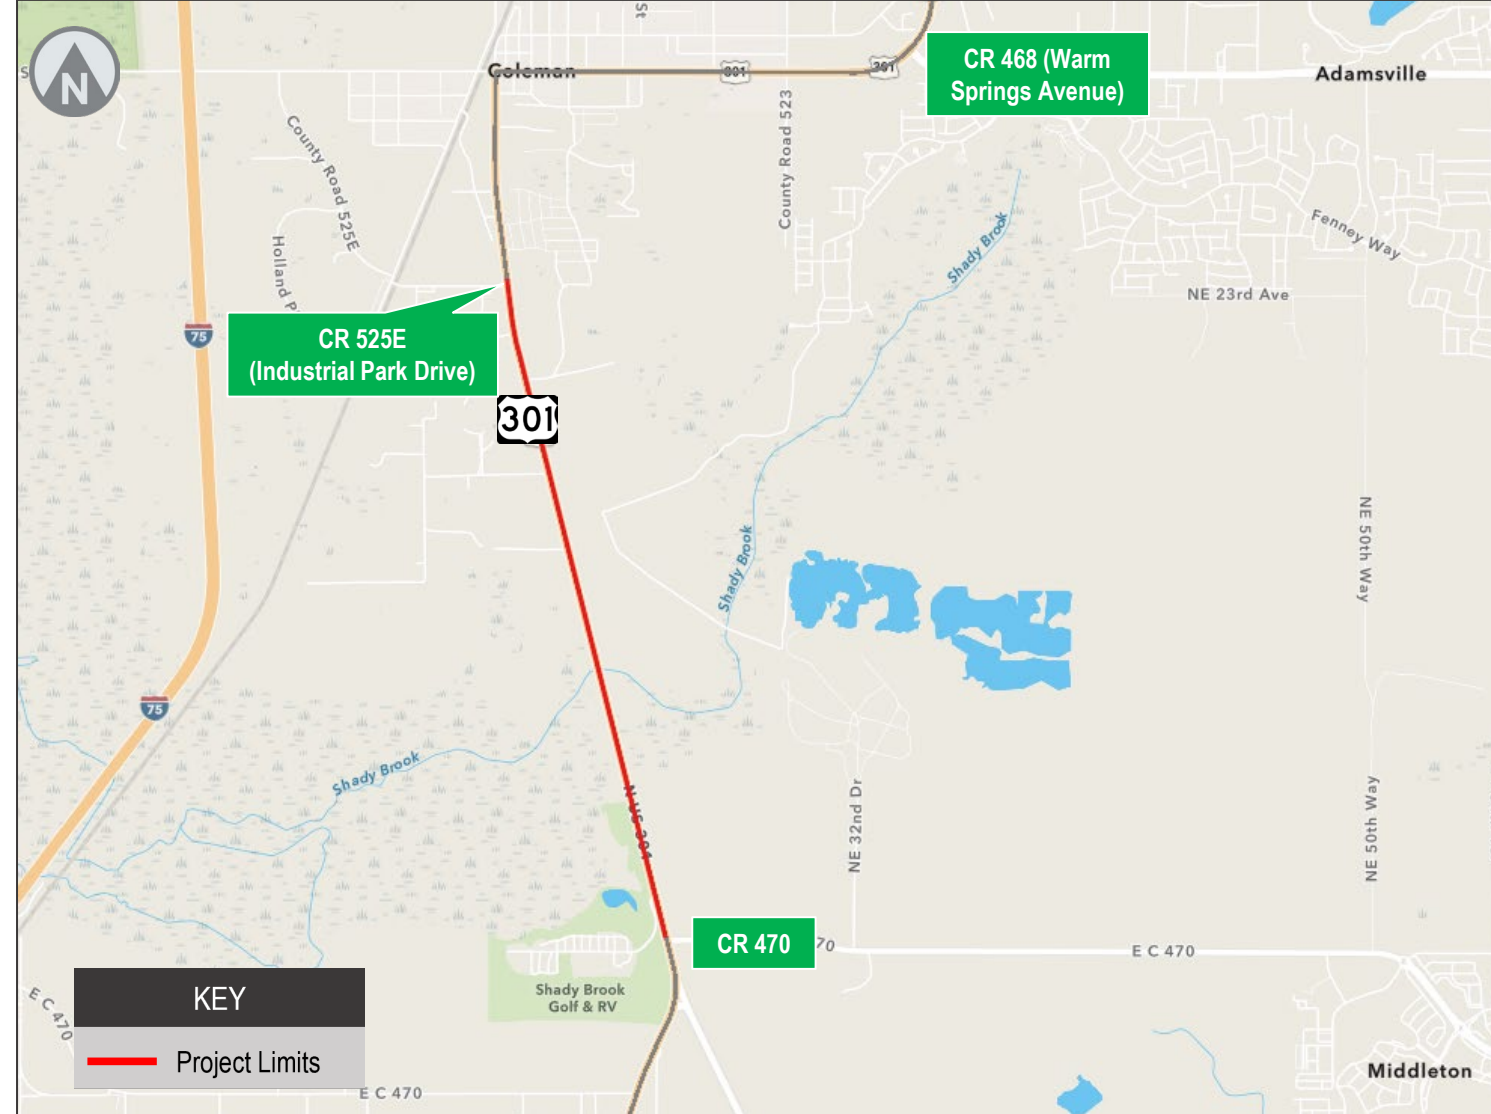 N
St
S
Coleman
301
301
CR 468 (Warm
Springs Avenue)
Adamsville
County Road 525E
County Road 523
Holland P
Shady Brook
Fenney Way
NE 23rd Ave
75
CR 525E
(Industrial Park Drive)
301
NE 50th Way
Shady Brook
75
Shady Brook
N US 301
NE 32nd Dr
NE 50th Way
CR 470
70
E C 470
Shady Brook
Golf & RV
E C 470
KEY
Project Limits
E C 470
Middleton